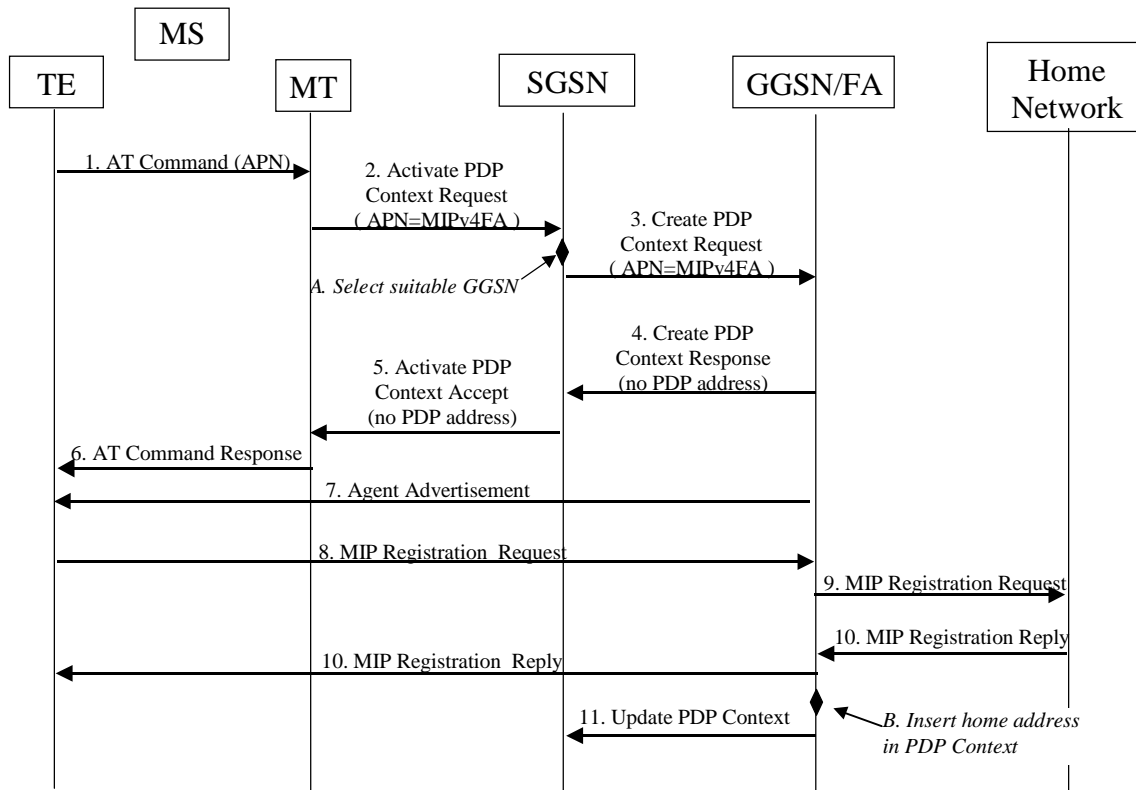 MS
TE
MT
SGSN
GGSN/FA
Home
Network
1. AT Command (APN)
2. Activate PDP
Context Request
( APN=MIPv4FA )
3. Create PDP
Context Request
( APN=MIPv4FA )
A. Select suitable GGSN
4. Create PDP
Context Response
(no PDP address)
5. Activate PDP
Context Accept
(no PDP address)
6. AT Command Response
7. Agent Advertisement
8. MIP Registration Request
9. MIP Registration Request
10. MIP Registration Reply
10. MIP Registration Reply
11. Update PDP Context
B. Insert home address
in PDP Context